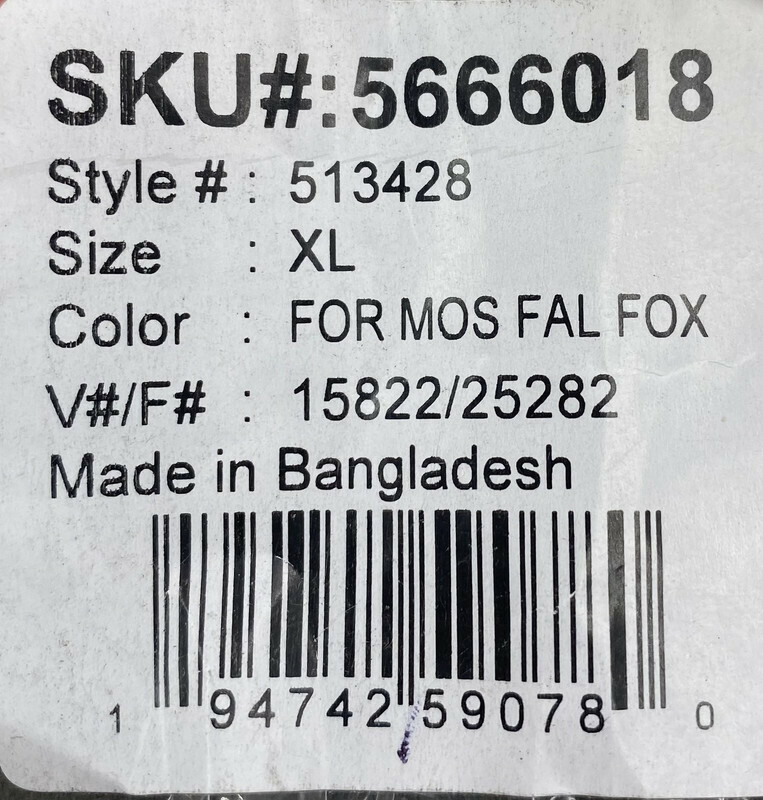 SKU#:5666018
Style # : 513428
Size : XL
Color : FOR MOS FAL FOX
V#/F# : 15822/25282
Made in Bangladesh
1 94742 59078 0